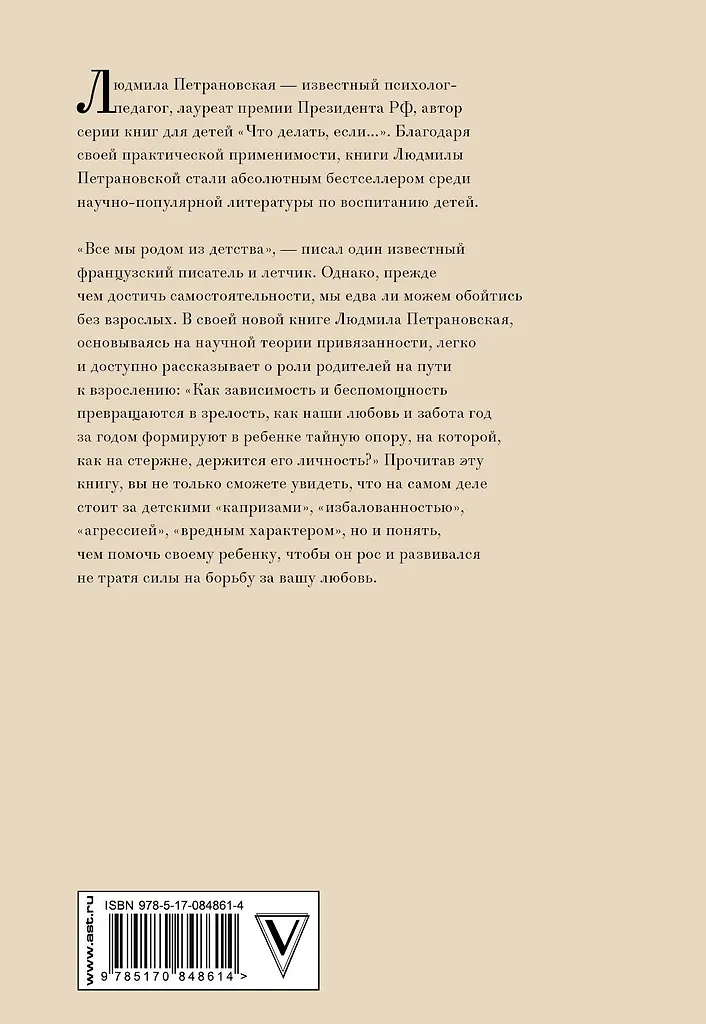 Людмила Петрановская — известный психолог-
педагог, лауреат премии Президента РФ, автор
серии книг для детей «Что делать, если...». Благодаря
своей практической применимости, книги Людмилы
Петрановской стали абсолютным бестселлером среди
научно-популярной литературы по воспитанию детей.
«Все мы родом из детства», — писал один известный
французский писатель и летчик. Однако, прежде
чем достичь самостоятельности, мы едва ли можем обойтись
без взрослых. В своей новой книге Людмила Петрановская,
основываясь на научной теории привязанности, легко
и доступно рассказывает о роли родителей на пути
к взрослению: «Как зависимость и беспомощность
превращаются в зрелость, как наши любовь и забота год
за годом формируют в ребенке тайную опору, на которой,
как на стержне, держится его личность?» Прочитав эту
книгу, вы не только сможете увидеть, что на самом деле
стоит за детскими «капризами», «избалованностью»,
«агрессией», «вредным характером», но и понять,
чем помочь своему ребенку, чтобы он рос и развивался
не тратя силы на борьбу за вашу любовь.
www.ast.ru
ISBN 978-5-17-084861-4
9 785170 848614 >
V